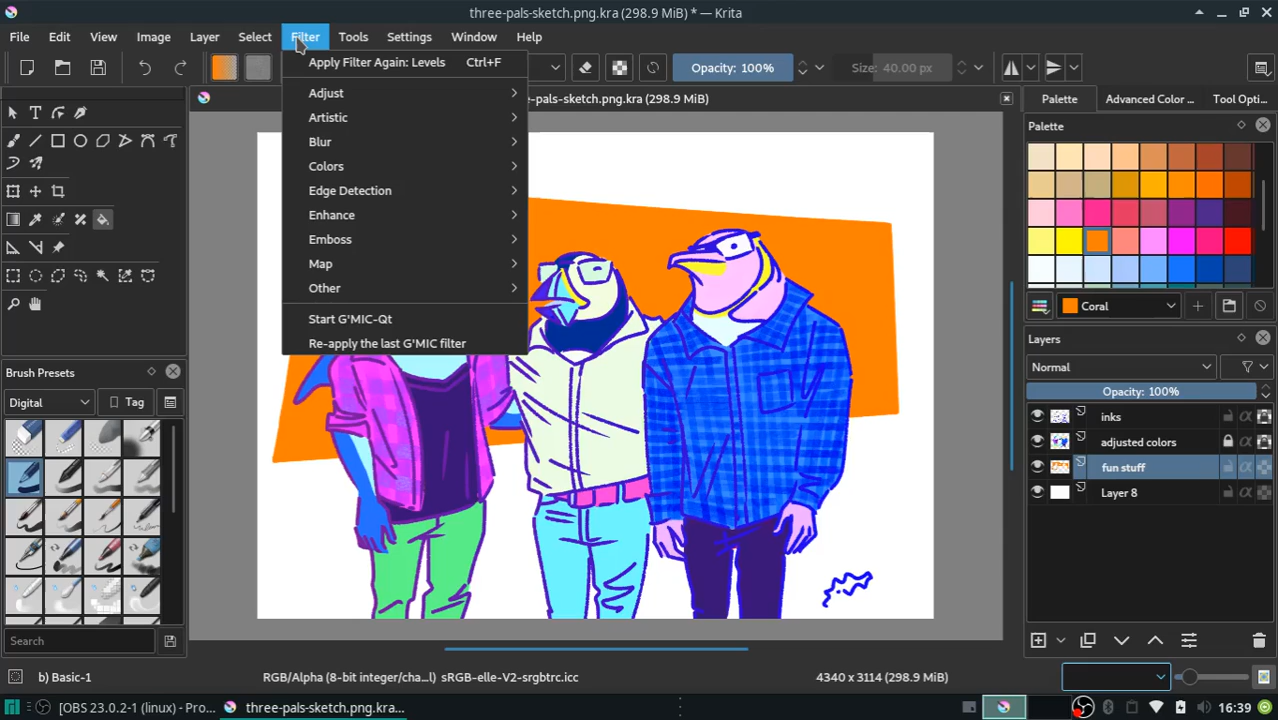 three-pals-sketch.png.kra (298.9 MiB) * — Krita
File Edit View Image Layer Select Filter Tools Settings Window Help
Opacity: 100% Size: 40.00 px
-pals-sketch.png.kra (298.9 MiB)
Apply Filter Again: Levels Ctrl+F
Adjust
Artistic
Blur
Colors
Edge Detection
Enhance
Emboss
Map
Other
Start G'MIC-Qt
Re-apply the last G'MIC filter
Brush Presets
Digital Tag
Search
Palette Advanced Color ... Tool Opti...
Palette
Coral
Layers
Normal
Opacity: 100%
inks
adjusted colors
fun stuff
Layer 8
b) Basic-1 RGB/Alpha (8-bit integer/cha...l) sRGB-elle-V2-srgbtrc.icc 4340 x 3114 (298.9 MiB)
[OBS 23.0.2-1 (linux) - Pro... three-pals-sketch.png.kra... 16:39